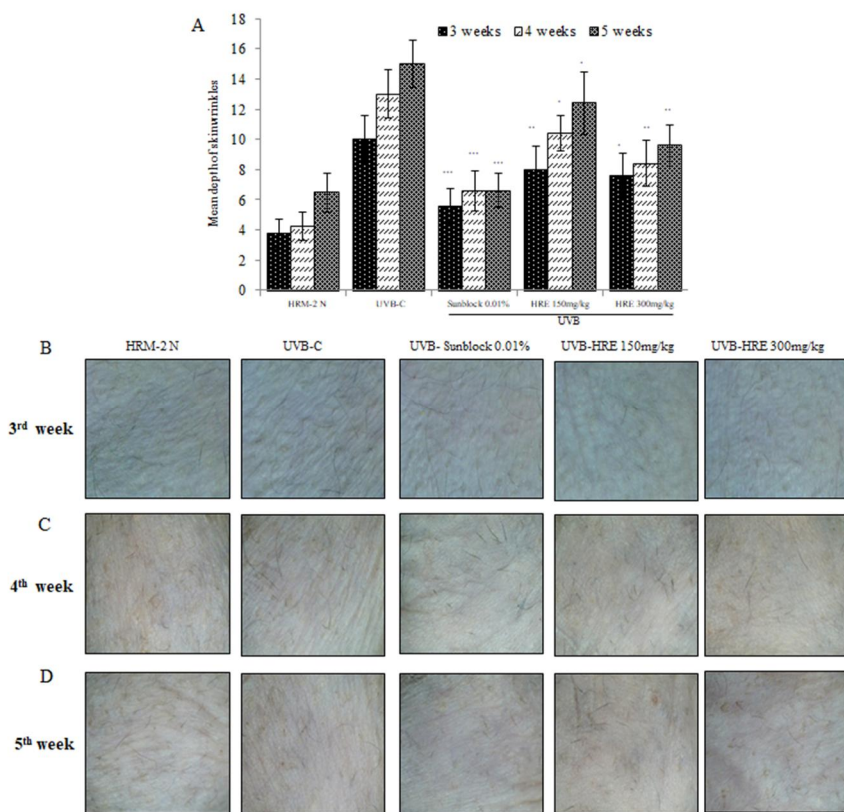 A
3 weeks 4 weeks 5 weeks
Mean depth of skin wrinkles
18
16
14
12
10
8
6
4
2
0
*** *** ***
** * *
* ** **
HRM-2 N UVB-C Sunblock 0.01% HRE 150mg/kg HRE 300mg/kg
UVB
B HRM-2 N UVB-C UVB- Sunblock 0.01% UVB-HRE 150mg/kg UVB-HRE 300mg/kg
3rd week
C
4th week
D
5th week